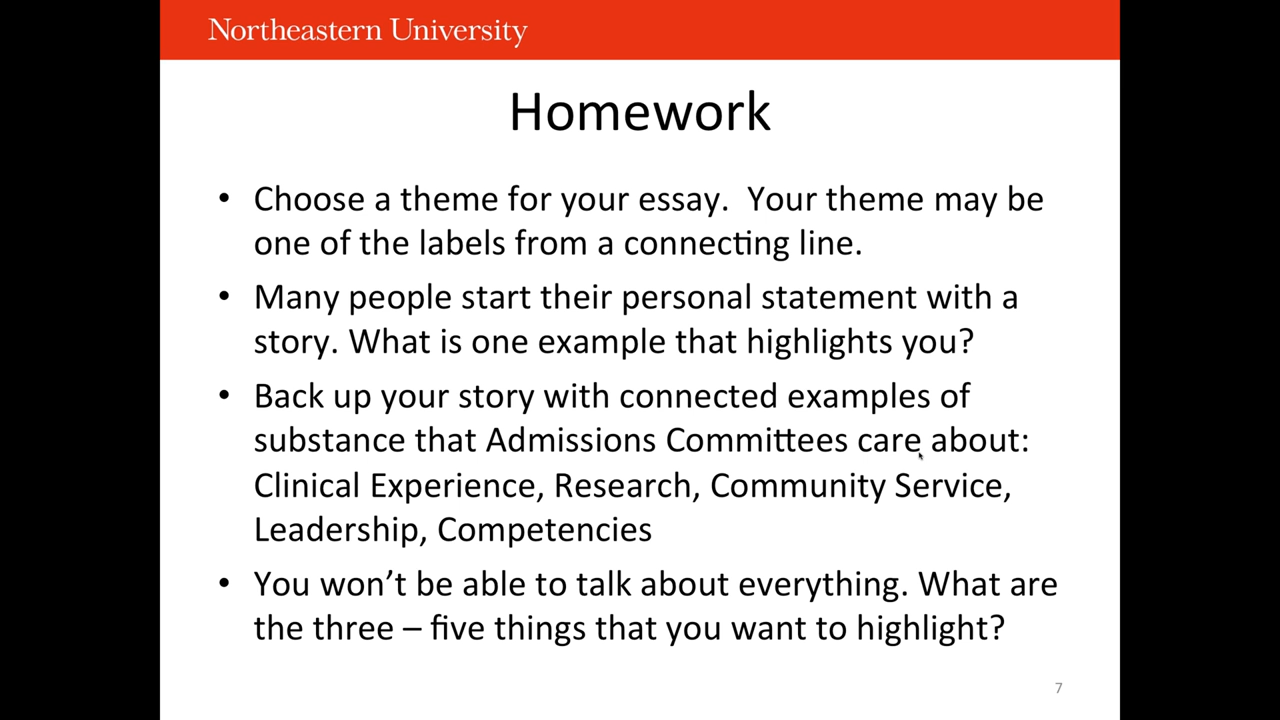 Northeastern University
Homework
• Choose a theme for your essay.  Your theme may be
one of the labels from a connecting line.
• Many people start their personal statement with a
story. What is one example that highlights you?
• Back up your story with connected examples of
substance that Admissions Committees care about:
Clinical Experience, Research, Community Service,
Leadership, Competencies
• You won’t be able to talk about everything. What are
the three – five things that you want to highlight?
7